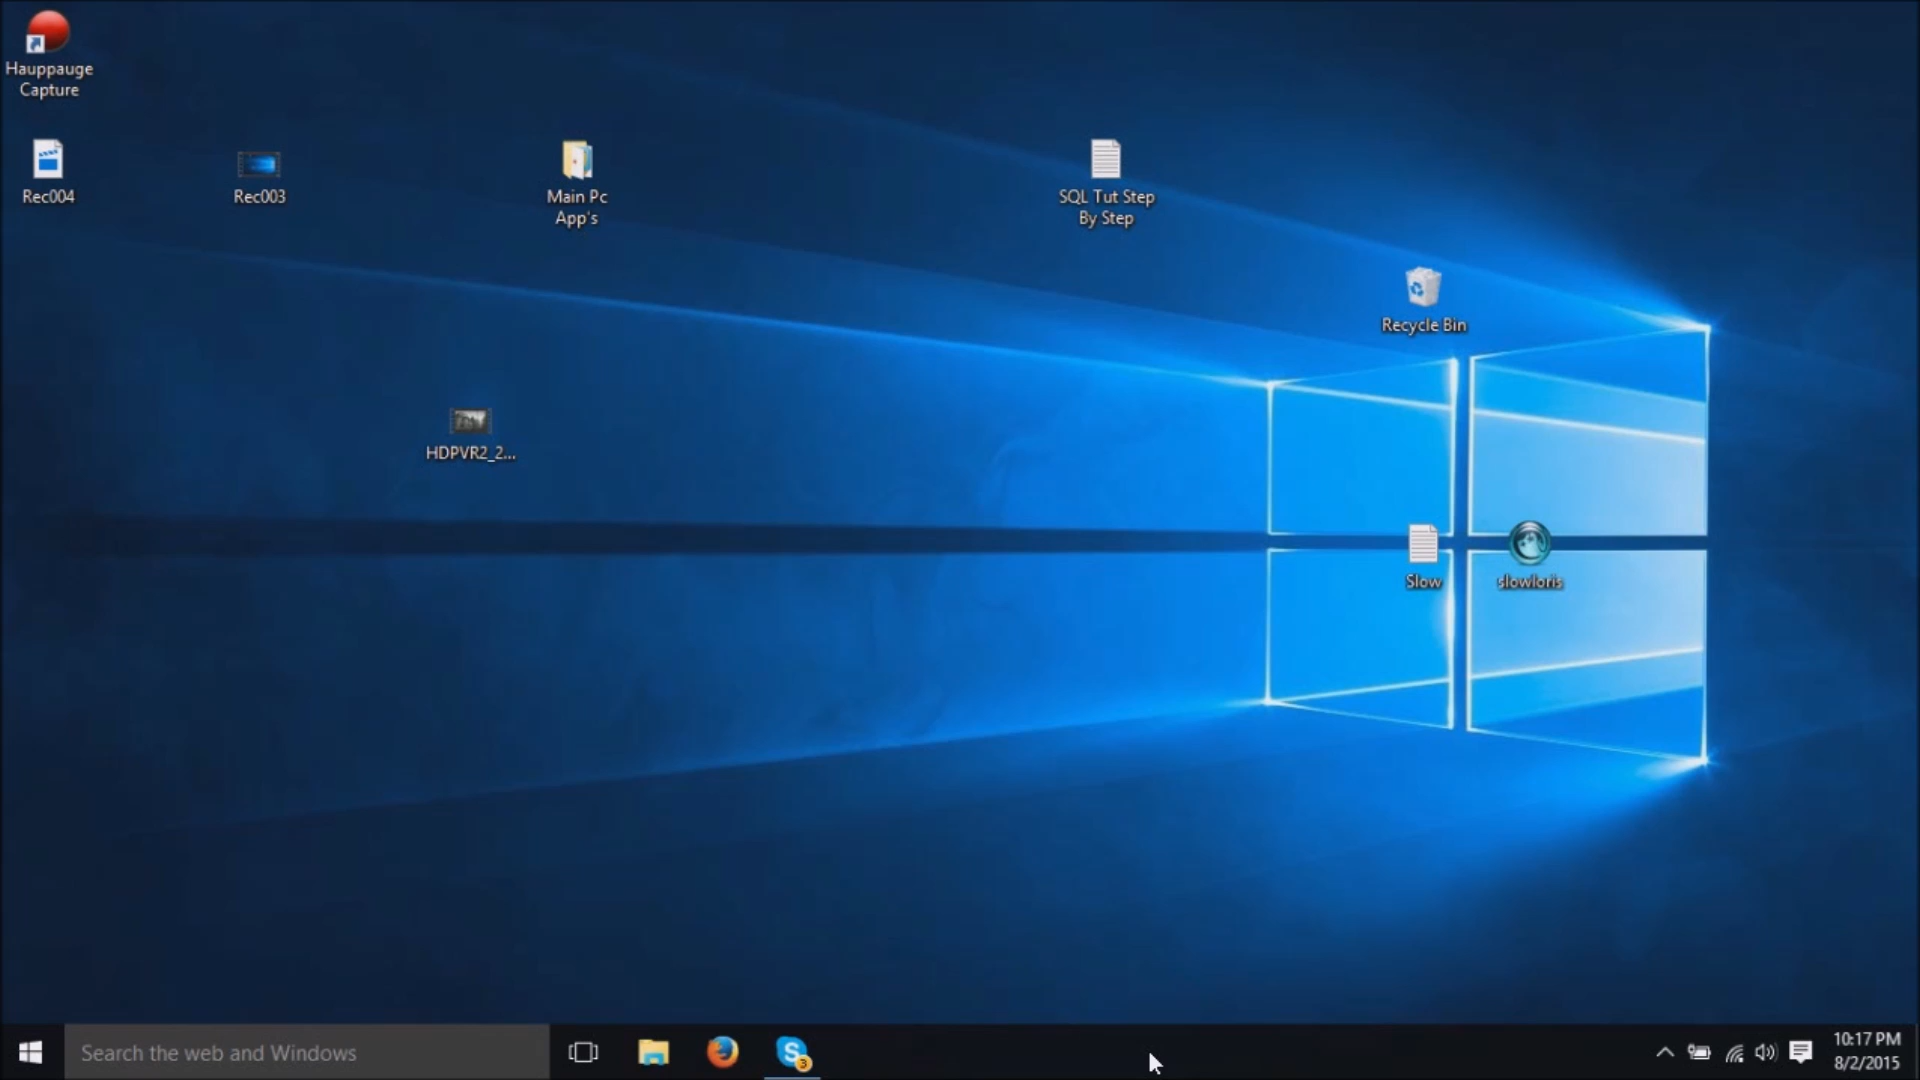 Hauppauge
Capture
Rec004
Rec003
Main Pc
App's
SQL Tut Step
By Step
Recycle Bin
HDPVR2_2...
Slow
slowloris
Search the web and Windows
S
3
10:17 PM
8/2/2015